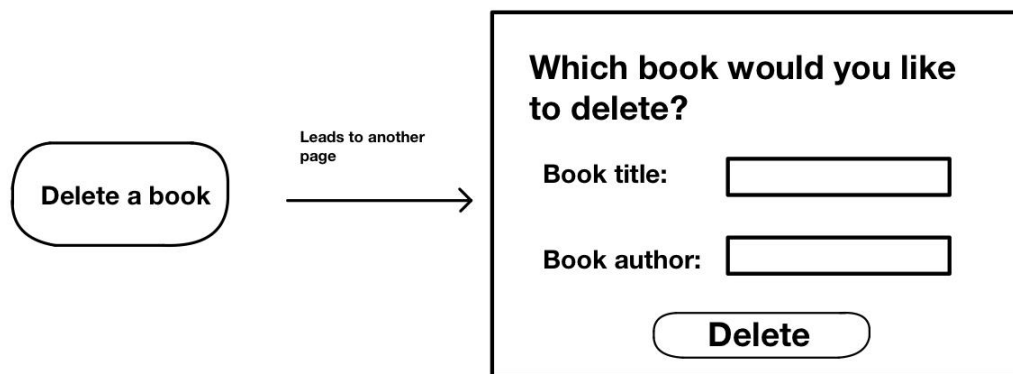 Delete a book
Leads to another
page
Which book would you like
to delete?
Book title:
Book author:
Delete